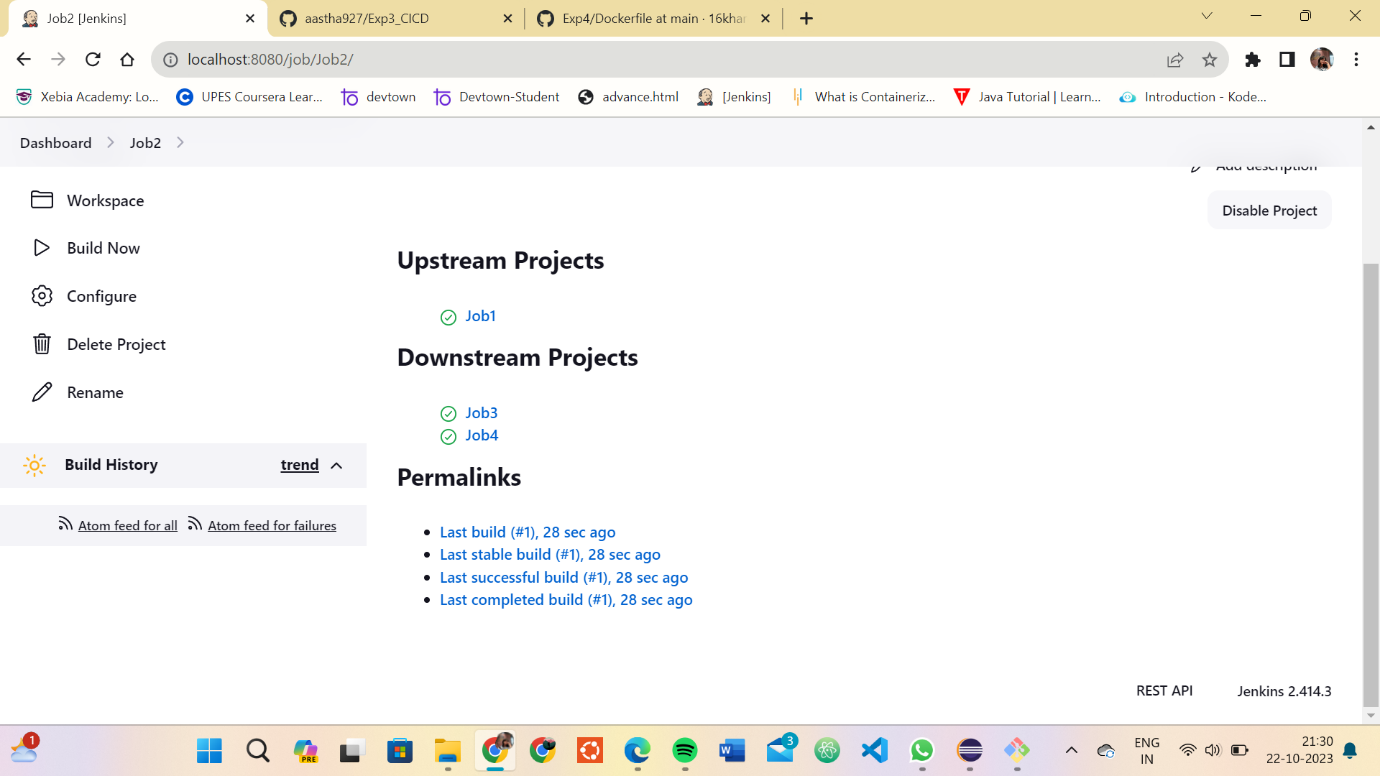 Job2 [Jenkins]
aastha927/Exp3_CICD
Exp4/Dockerfile at main · 16khar
localhost:8080/job/Job2/
Xebia Academy: Lo...
UPES Coursera Lear...
devtown
Devtown-Student
advance.html
[Jenkins]
What is Containeriz...
Java Tutorial | Learn...
Introduction - Kode...
Dashboard
Job2
Add description
Workspace
Disable Project
Build Now
Configure
Delete Project
Rename
Build History
trend
Atom feed for all
Atom feed for failures
Upstream Projects
Job1
Downstream Projects
Job3
Job4
Permalinks
Last build (#1), 28 sec ago
Last stable build (#1), 28 sec ago
Last successful build (#1), 28 sec ago
Last completed build (#1), 28 sec ago
REST API
Jenkins 2.414.3
1
PRE
3
ENG
IN
21:30
22-10-2023